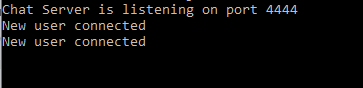 Chat Server is listening on port 4444
New user connected
New user connected